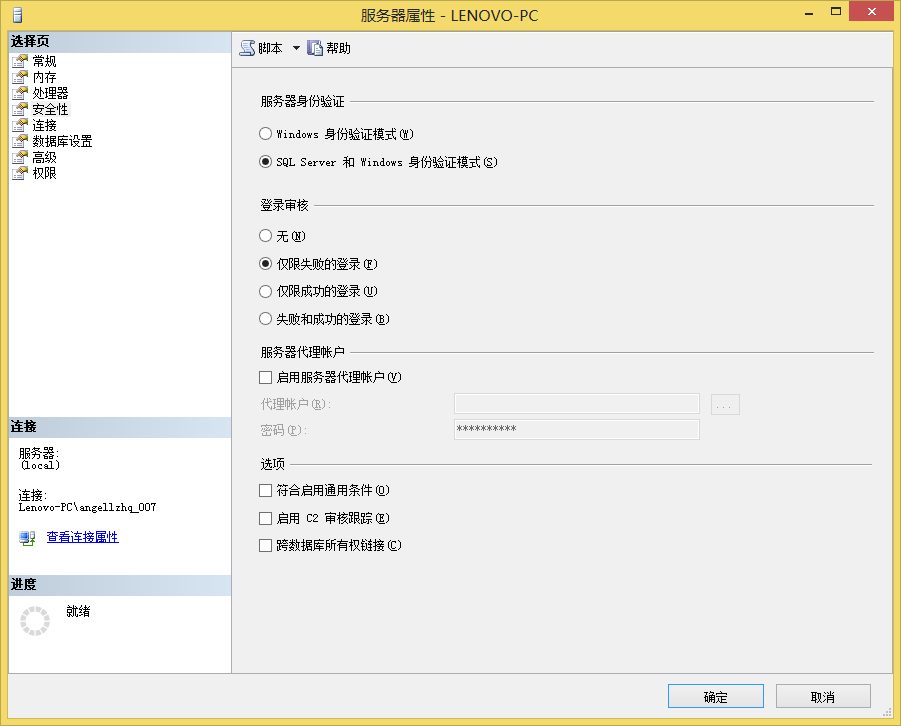 服务器属性 - LENOVO-PC
选择页
常规
内存
处理器
安全性
连接
数据库设置
高级
权限
脚本
帮助
服务器身份验证
Windows 身份验证模式(W)
SQL Server 和 Windows 身份验证模式(S)
登录审核
无(N)
仅限失败的登录(F)
仅限成功的登录(U)
失败和成功的登录(B)
服务器代理帐户
启用服务器代理帐户(V)
代理帐户(R):
...
密码(P):
**********
选项
符合启用通用条件(O)
启用 C2 审核跟踪(E)
跨数据库所有权链接(C)
连接
服务器:
(local)
连接:
Lenovo-PC\angellzhq_007
查看连接属性
进度
就绪
确定
取消